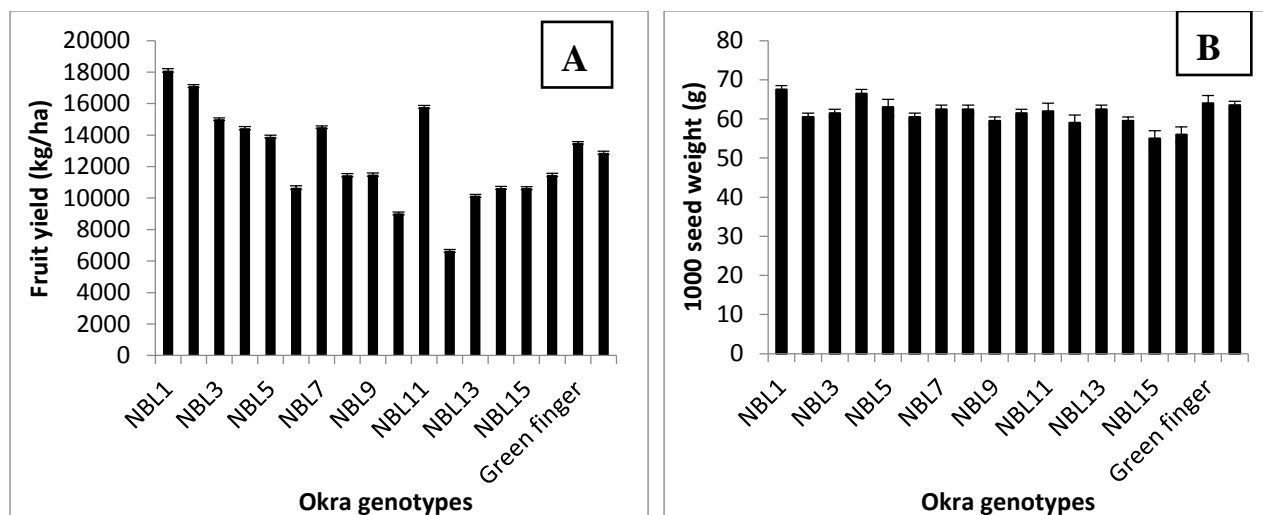 A
Fruit yield (kg/ha)
20000
18000
16000
14000
12000
10000
8000
6000
4000
2000
0
NBL1
NBL3
NBL5
NBL7
NBL9
NBL11
NBL13
NBL15
Green finger
Okra genotypes
B
1000 seed weight (g)
80
70
60
50
40
30
20
10
0
NBL1
NBL3
NBL5
NBL7
NBL9
NBL11
NBL13
NBL15
Green finger
Okra genotypes